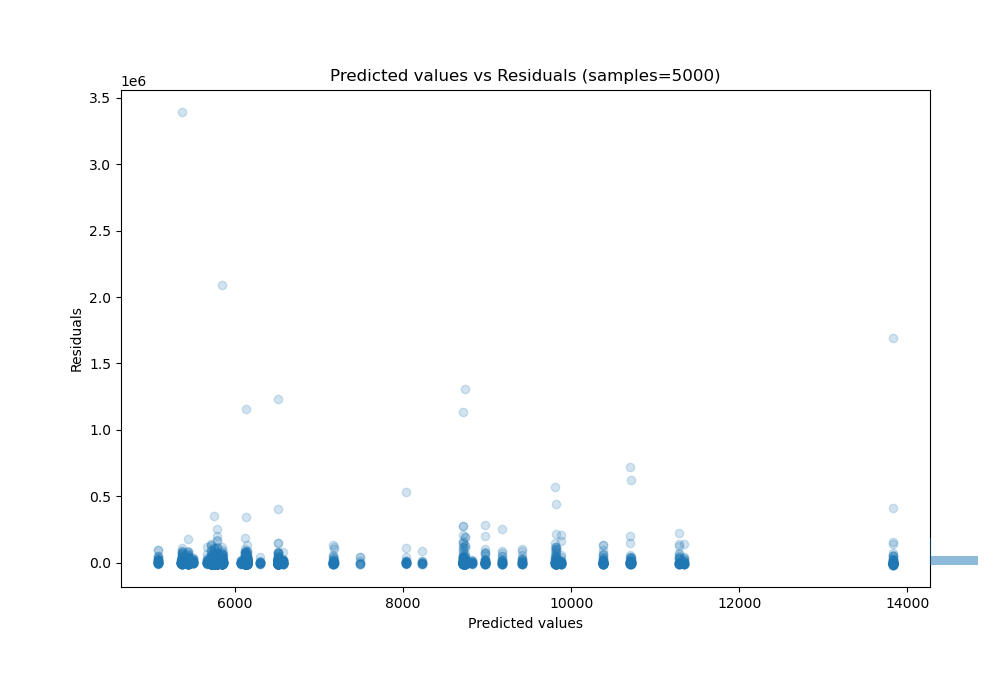 Predicted values vs Residuals (samples=5000)
1e6
3.5
3.0
2.5
2.0
1.5
1.0
0.5
0.0
Residuals
6000 8000 10000 12000 14000
Predicted values